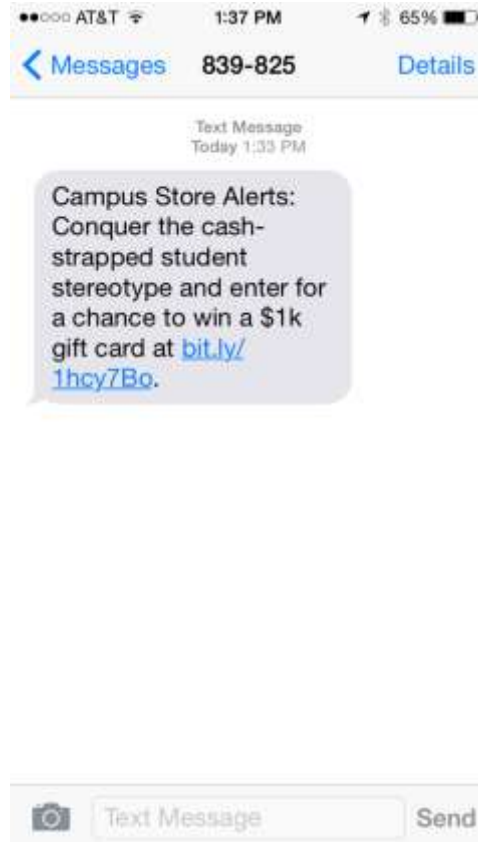 AT&T 1:37 PM 65%
Messages 839-825 Details
Text Message
Today 1:33 PM
Campus Store Alerts:
Conquer the cash-
strapped student
stereotype and enter for
a chance to win a $1k
gift card at bit.ly/
1hcy7Bo.
Text Message Send